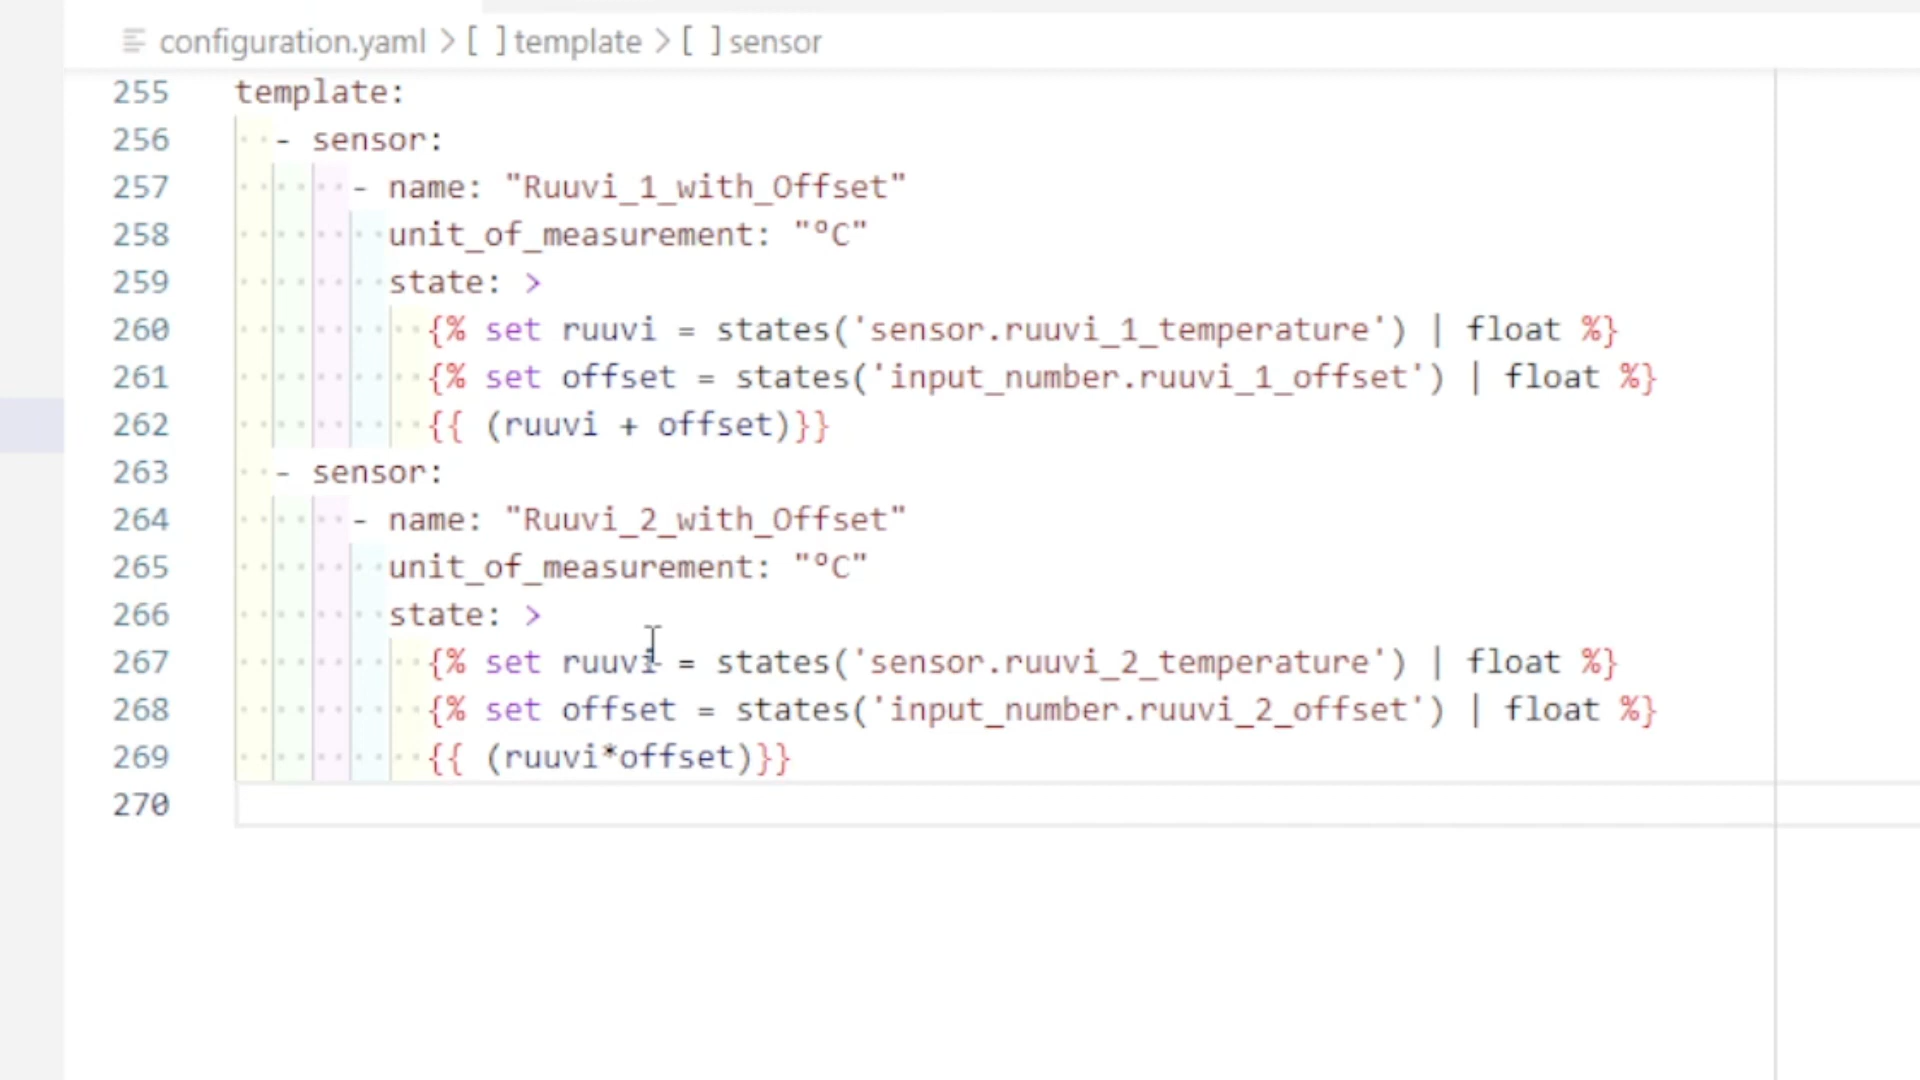 configuration.yaml > [ ] template > [ ] sensor
255 template:
256 - sensor:
257 - name: "Ruuvi_1_with_Offset"
258 unit_of_measurement: "ºC"
259 state: >
260 {% set ruuvi = states('sensor.ruuvi_1_temperature') | float %}
261 {% set offset = states('input_number.ruuvi_1_offset') | float %}
262 {{ (ruuvi + offset)}}
263 - sensor:
264 - name: "Ruuvi_2_with_Offset"
265 unit_of_measurement: "ºC"
266 state: >
267 {% set ruuvi = states('sensor.ruuvi_2_temperature') | float %}
268 {% set offset = states('input_number.ruuvi_2_offset') | float %}
269 {{ (ruuvi*offset)}}
270